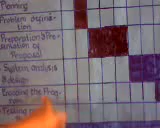 Planning
Problem defini-
tion
Preparation & Pre-
sentation of
Proposal
System analysis
& design
Encoding the Prog-
ram
Testing